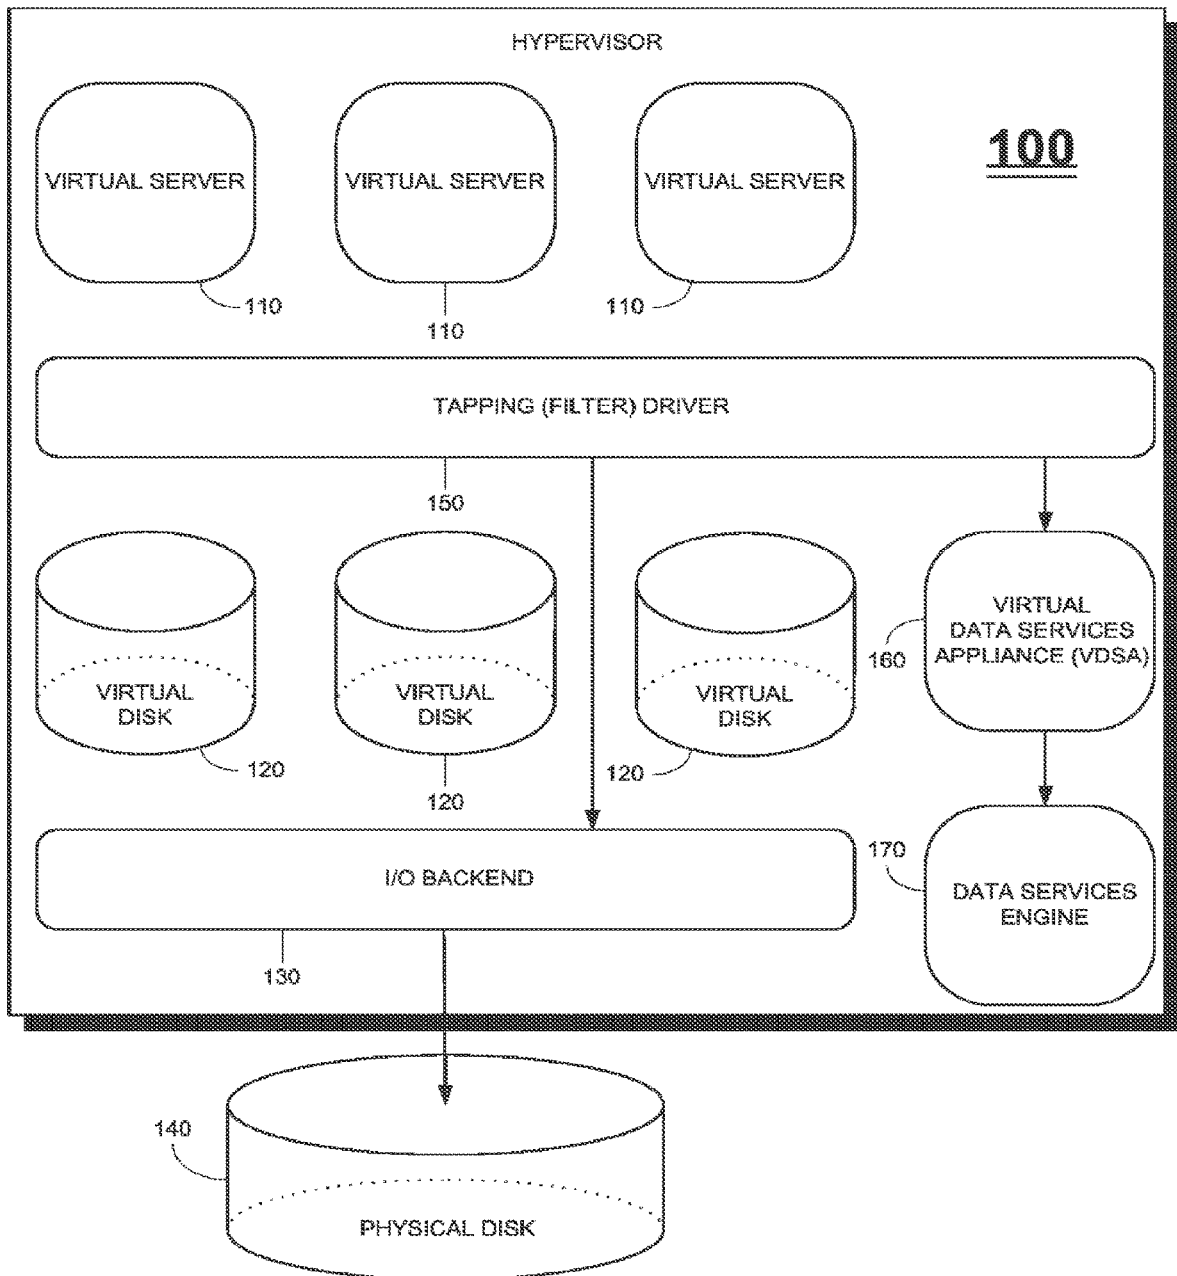 HYPERVISOR
100
VIRTUAL SERVER
VIRTUAL SERVER
VIRTUAL SERVER
110
110
110
TAPPING (FILTER) DRIVER
150
VIRTUAL
DISK
120
VIRTUAL
DISK
120
VIRTUAL
DISK
120
VIRTUAL
DATA SERVICES
APPLIANCE (VDSA)
160
I/O BACKEND
130
170
DATA SERVICES
ENGINE
140
PHYSICAL DISK